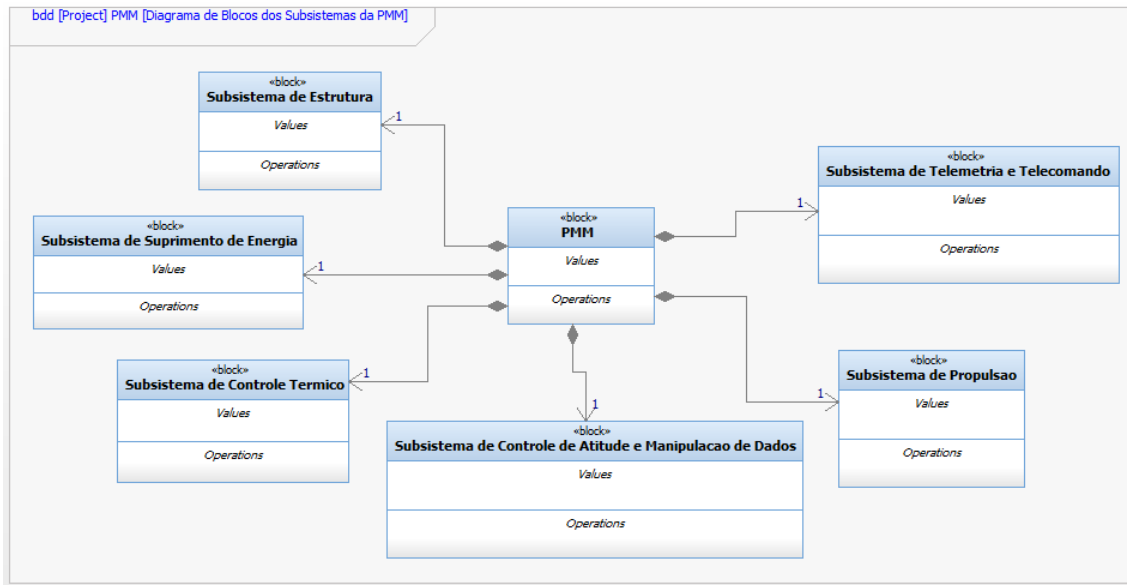 bdd [Project] PMM [Diagrama de Blocos dos Subsistemas da PMM]
«block»
Subsistema de Estrutura
Values
Operations
1
«block»
Subsistema de Telemetria e Telecomando
Values
Operations
1
«block»
Subsistema de Suprimento de Energia
Values
Operations
1
«block»
PMM
Values
Operations
«block»
Subsistema de Controle Termico
Values
Operations
1
«block»
Subsistema de Propulsao
Values
Operations
1
1
«block»
Subsistema de Controle de Atitude e Manipulacao de Dados
Values
Operations